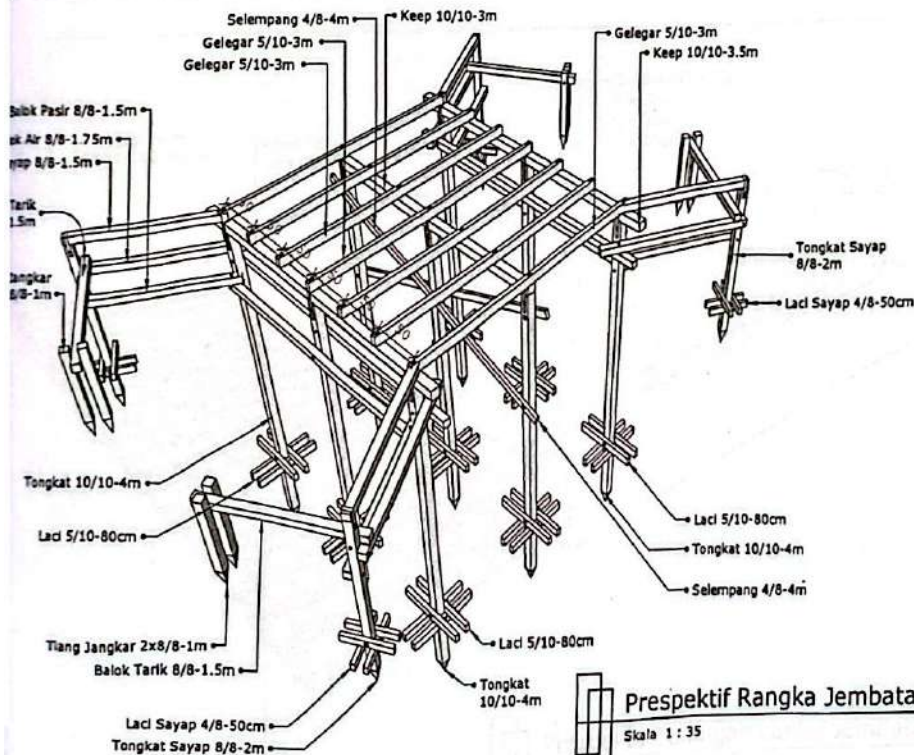 Selempang 4/8-4m
Keep 10/10-3m
Gelegar 5/10-3m
Gelegar 5/10-3m
Gelegar 5/10-3m
Keep 10/10-3.5m
Balok Pasir 8/8-1.5m
Air 8/8-1.75m
8/8-1.5m
Tarik
Tongkat Sayap
8/8-2m
Laci Sayap 4/8-50cm
Tongkat 10/10-4m
Laci 5/10-80cm
Laci 5/10-80cm
Tongkat 10/10-4m
Selempang 4/8-4m
Tiang Jangkar 2x8/8-1m
Balok Tarik 8/8-1.5m
Laci 5/10-80cm
Tongkat
10/10-4m
Laci Sayap 4/8-50cm
Tongkat Sayap 8/8-2m
Prespektif Rangka Jembata
Skala 1 : 35